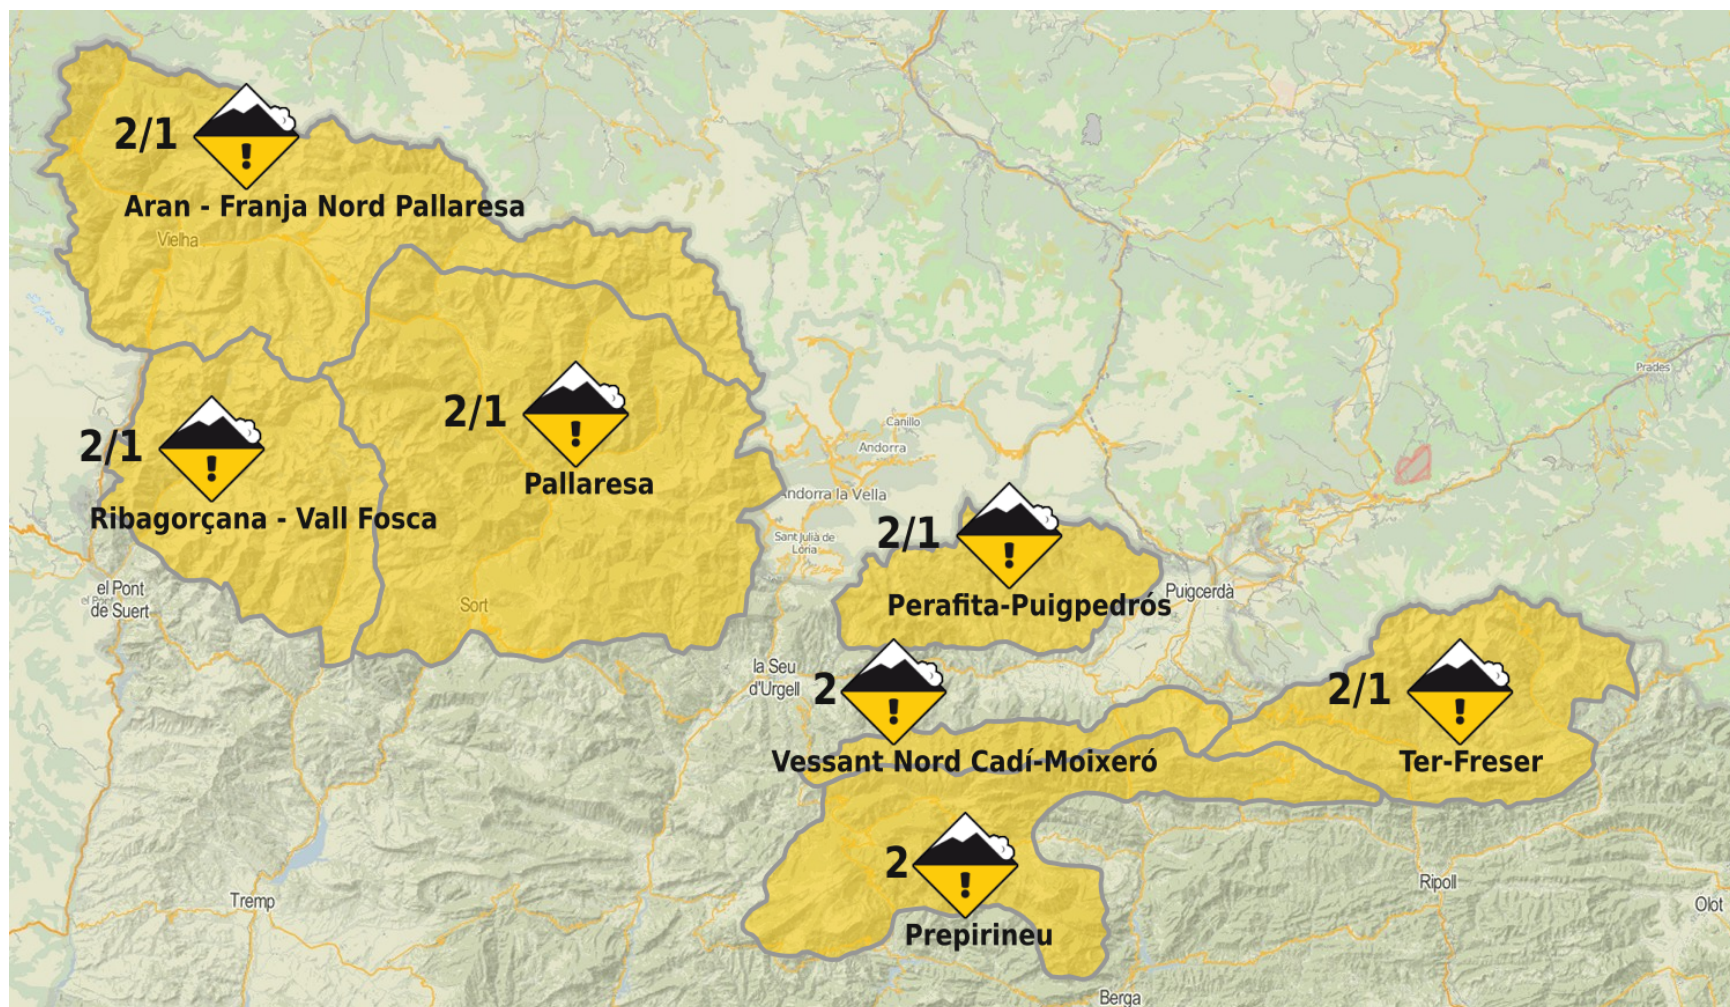 2/1
!
Aran - Franja Nord Pallaresa
Vielha
2/1
!
Pallaresa
2/1
!
Ribagorçana - Vall Fosca
Prades
Canillo
Andorra
Andorra la Vella
Sant Julià de
Lòria
2/1
!
Perafita-Puigpedrós
Puigcerdà
el Pont
de Suert
Sort
la Seu
d'Urgell
2
!
Vessant Nord Cadí-Moixeró
2/1
!
Ter-Freser
2
!
Prepirineu
Tremp
Ripoll
Olot
Berga